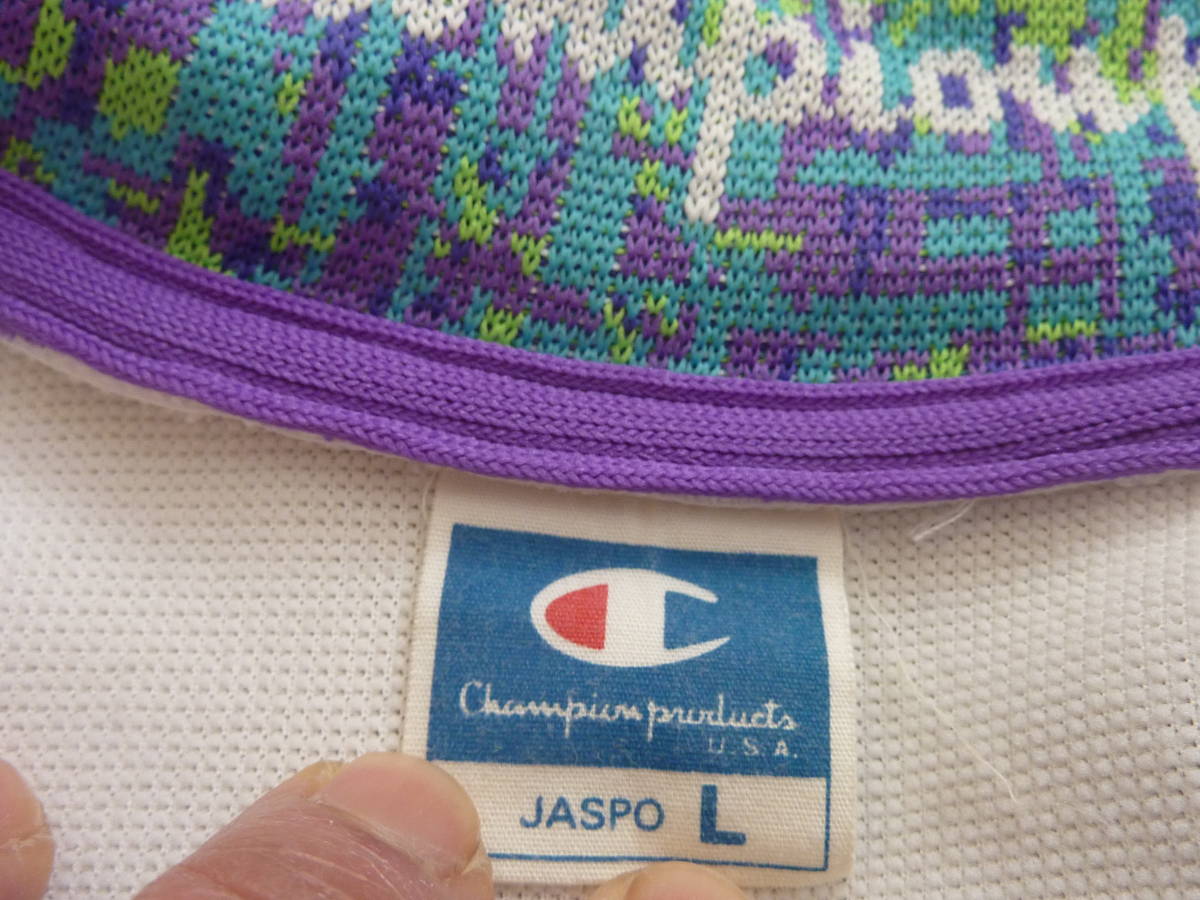 Champion products
U.S.A.
JASPO L